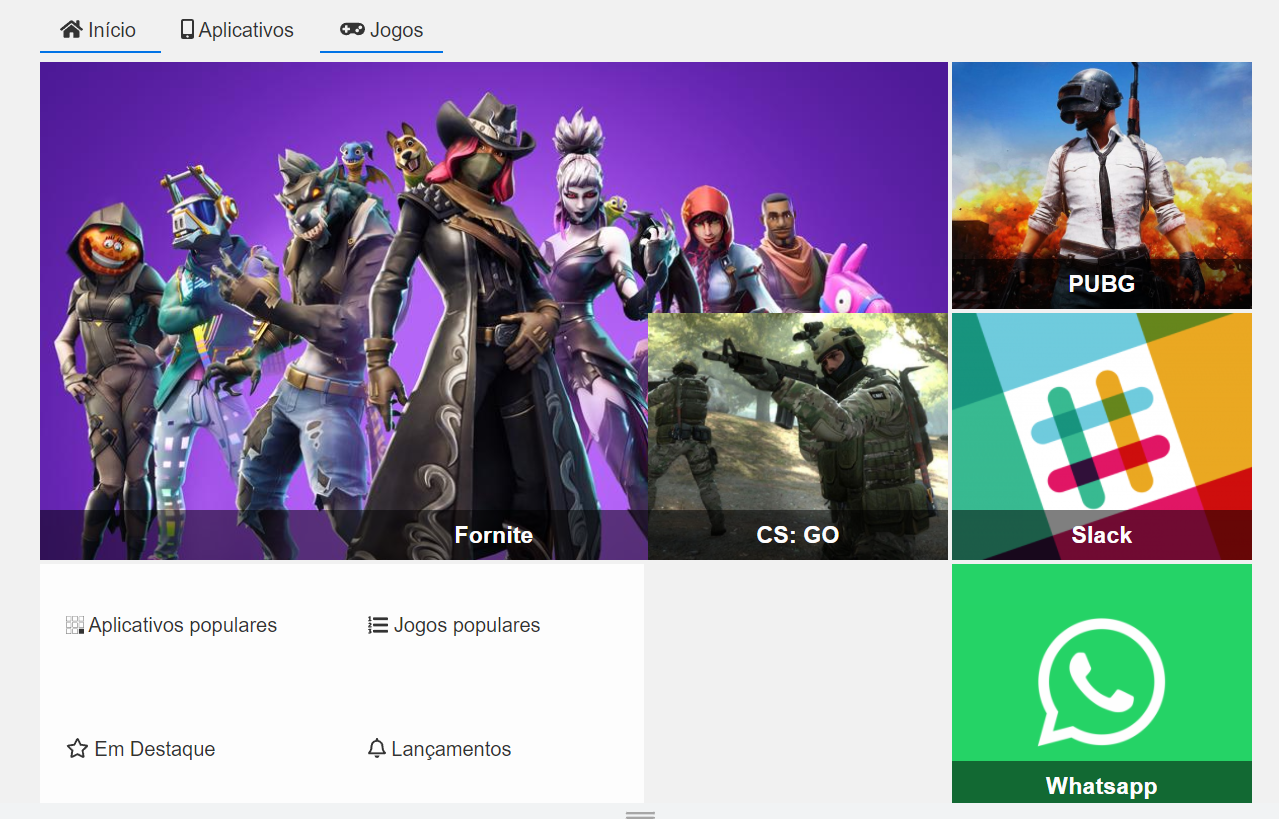 Início Aplicativos Jogos
PUBG
Fornite
CS: GO
Slack
Aplicativos populares Jogos populares
Em Destaque Lançamentos
Whatsapp